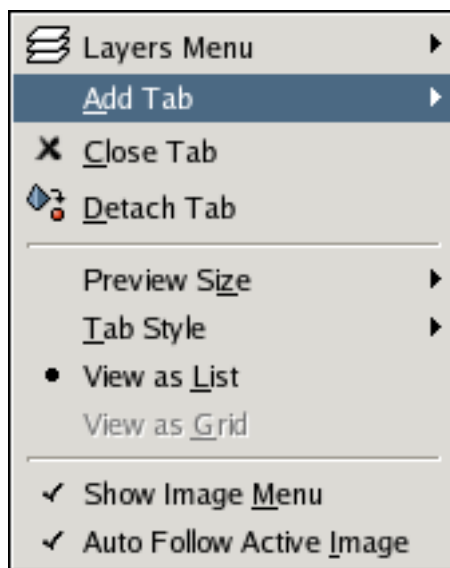 Layers Menu
Add Tab
Close Tab
Detach Tab
Preview Size
Tab Style
View as List
View as Grid
Show Image Menu
Auto Follow Active Image